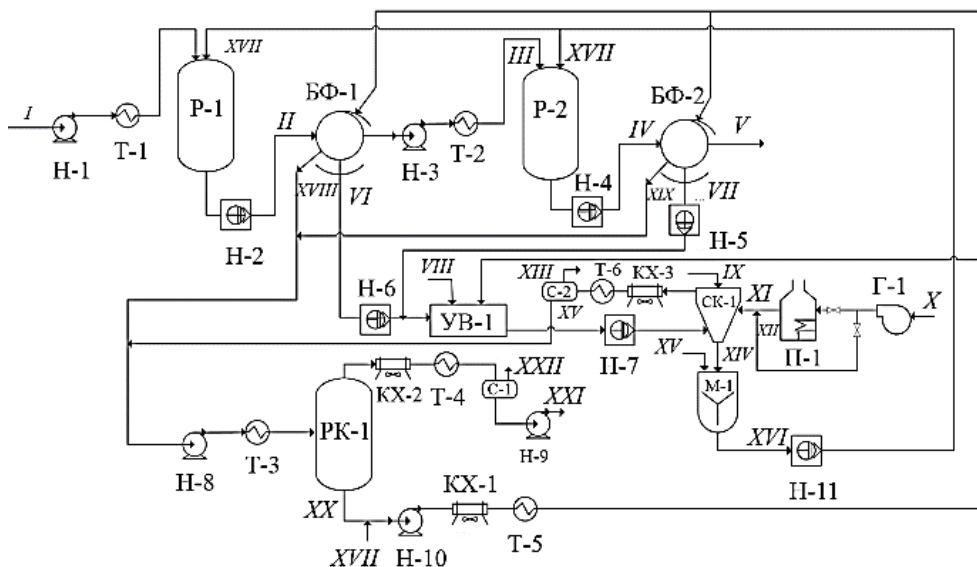 XVII
III
XVII
I
Р-1
II
БФ-1
Р-2
IV
БФ-2
V
Н-1
Т-1
Н-3
Т-2
XVIII
VI
Н-4
XIX
VII
Н-2
Н-5
VIII
XIII
Т-6
КХ-3
IX
Н-6
С-2
СК-1
XI
Г-1
X
XV
УВ-1
XII
П-1
Н-7
XV
XIV
XXII
М-1
КХ-2
Т-4
С-1
XXI
РК-1
Н-9
XVI
Н-8
Т-3
Н-11
XX
КХ-1
XVII
Н-10
Т-5